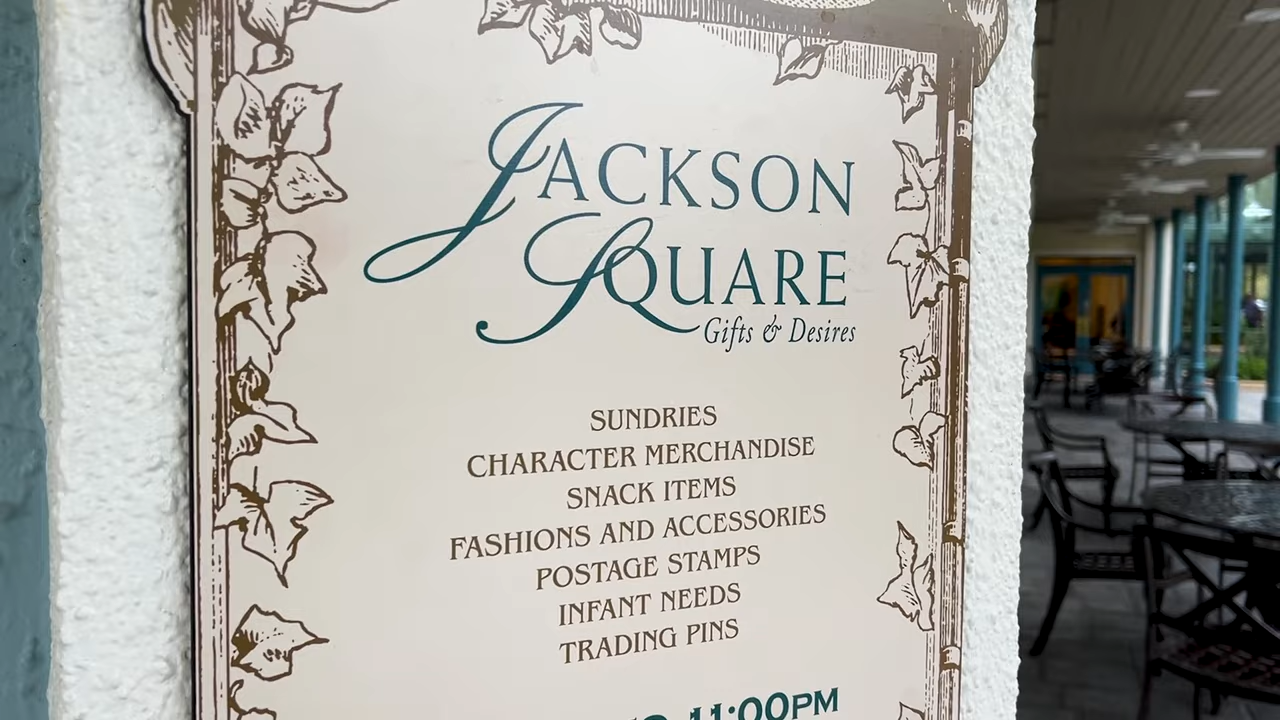 JACKSON
SQUARE
Gifts & Desires
SUNDRIES
CHARACTER MERCHANDISE
SNACK ITEMS
FASHIONS AND ACCESSORIES
POSTAGE STAMPS
INFANT NEEDS
TRADING PINS
11:00PM